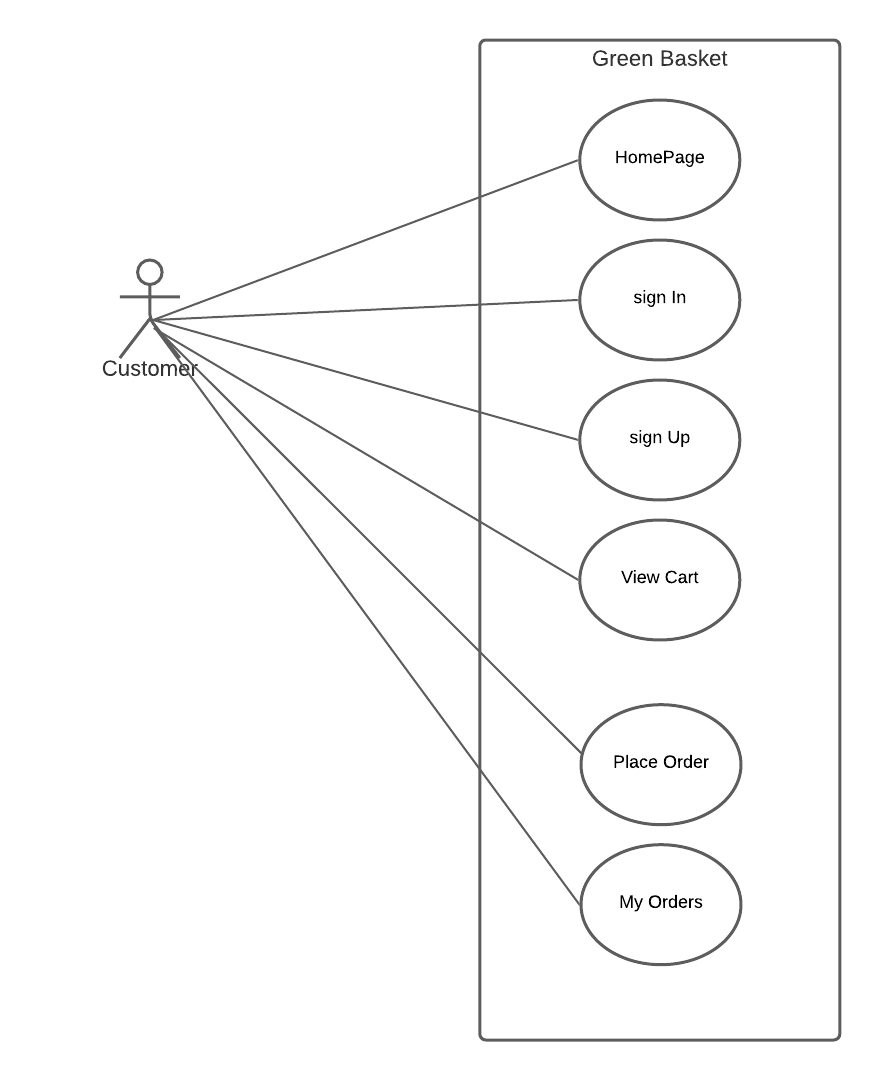 Green Basket
HomePage
sign In
Customer
sign Up
View Cart
Place Order
My Orders